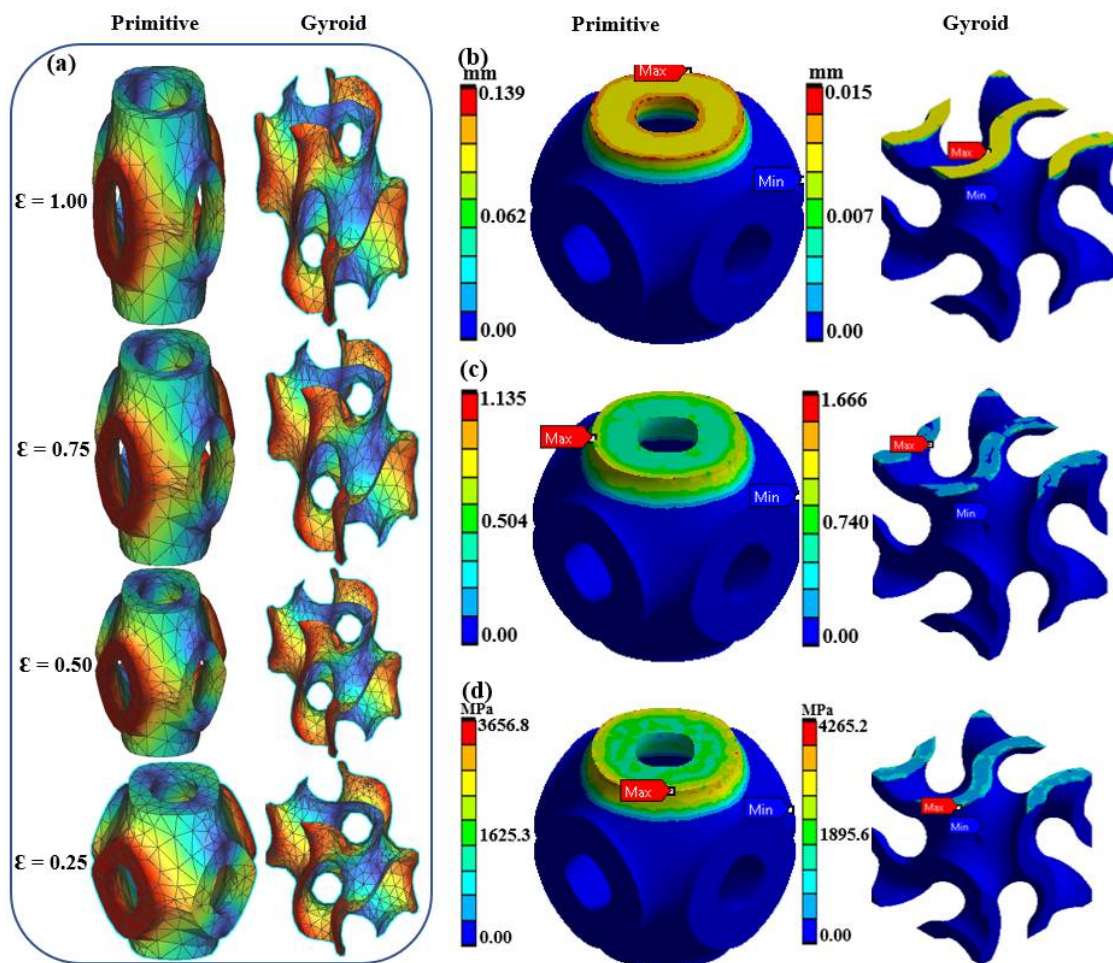 Primitive
Gyroid
Primitive
Gyroid
(a)
Ɛ = 1.00
Ɛ = 0.75
Ɛ = 0.50
Ɛ = 0.25
(b)
mm
0.139
0.062
0.00
Max
Min
mm
0.015
0.007
0.00
Max
Min
(c)
1.135
0.504
0.00
Max
Min
1.666
0.740
0.00
Max
Min
(d)
MPa
3656.8
1625.3
0.00
Max
Min
MPa
4265.2
1895.6
0.00
Max
Min